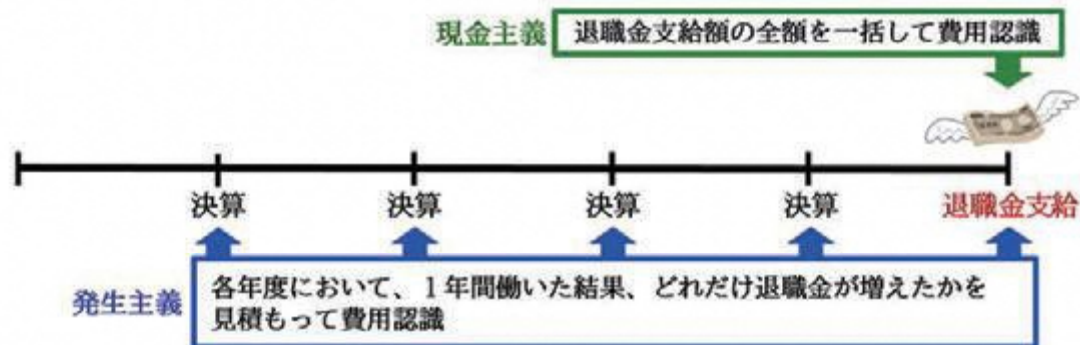 現金主義
退職金支給額の全額を一括して費用認識
決算
決算
決算
決算
退職金支給
発生主義
各年度において、1年間働いた結果、どれだけ退職金が増えたかを
見積もって費用認識